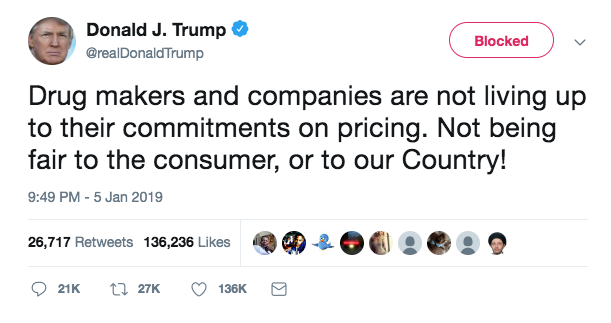 Donald J. Trump
@realDonaldTrump
Blocked
Drug makers and companies are not living up
to their commitments on pricing. Not being
fair to the consumer, or to our Country!
9:49 PM - 5 Jan 2019
26,717 Retweets 136,236 Likes
21K 27K 136K